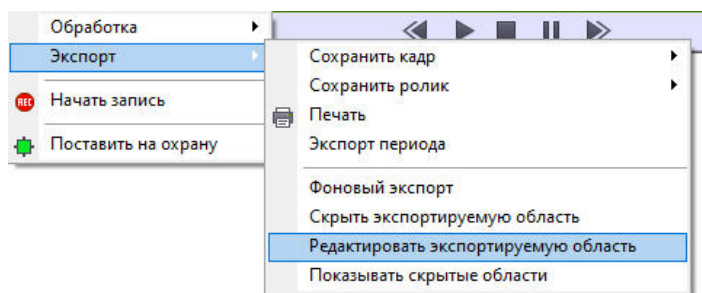 Обработка
Экспорт
REC
Начать запись
Поставить на охрану
Сохранить кадр
Сохранить ролик
Печать
Экспорт периода
Фоновый экспорт
Скрыть экспортируемую область
Редактировать экспортируемую область
Показывать скрытые области